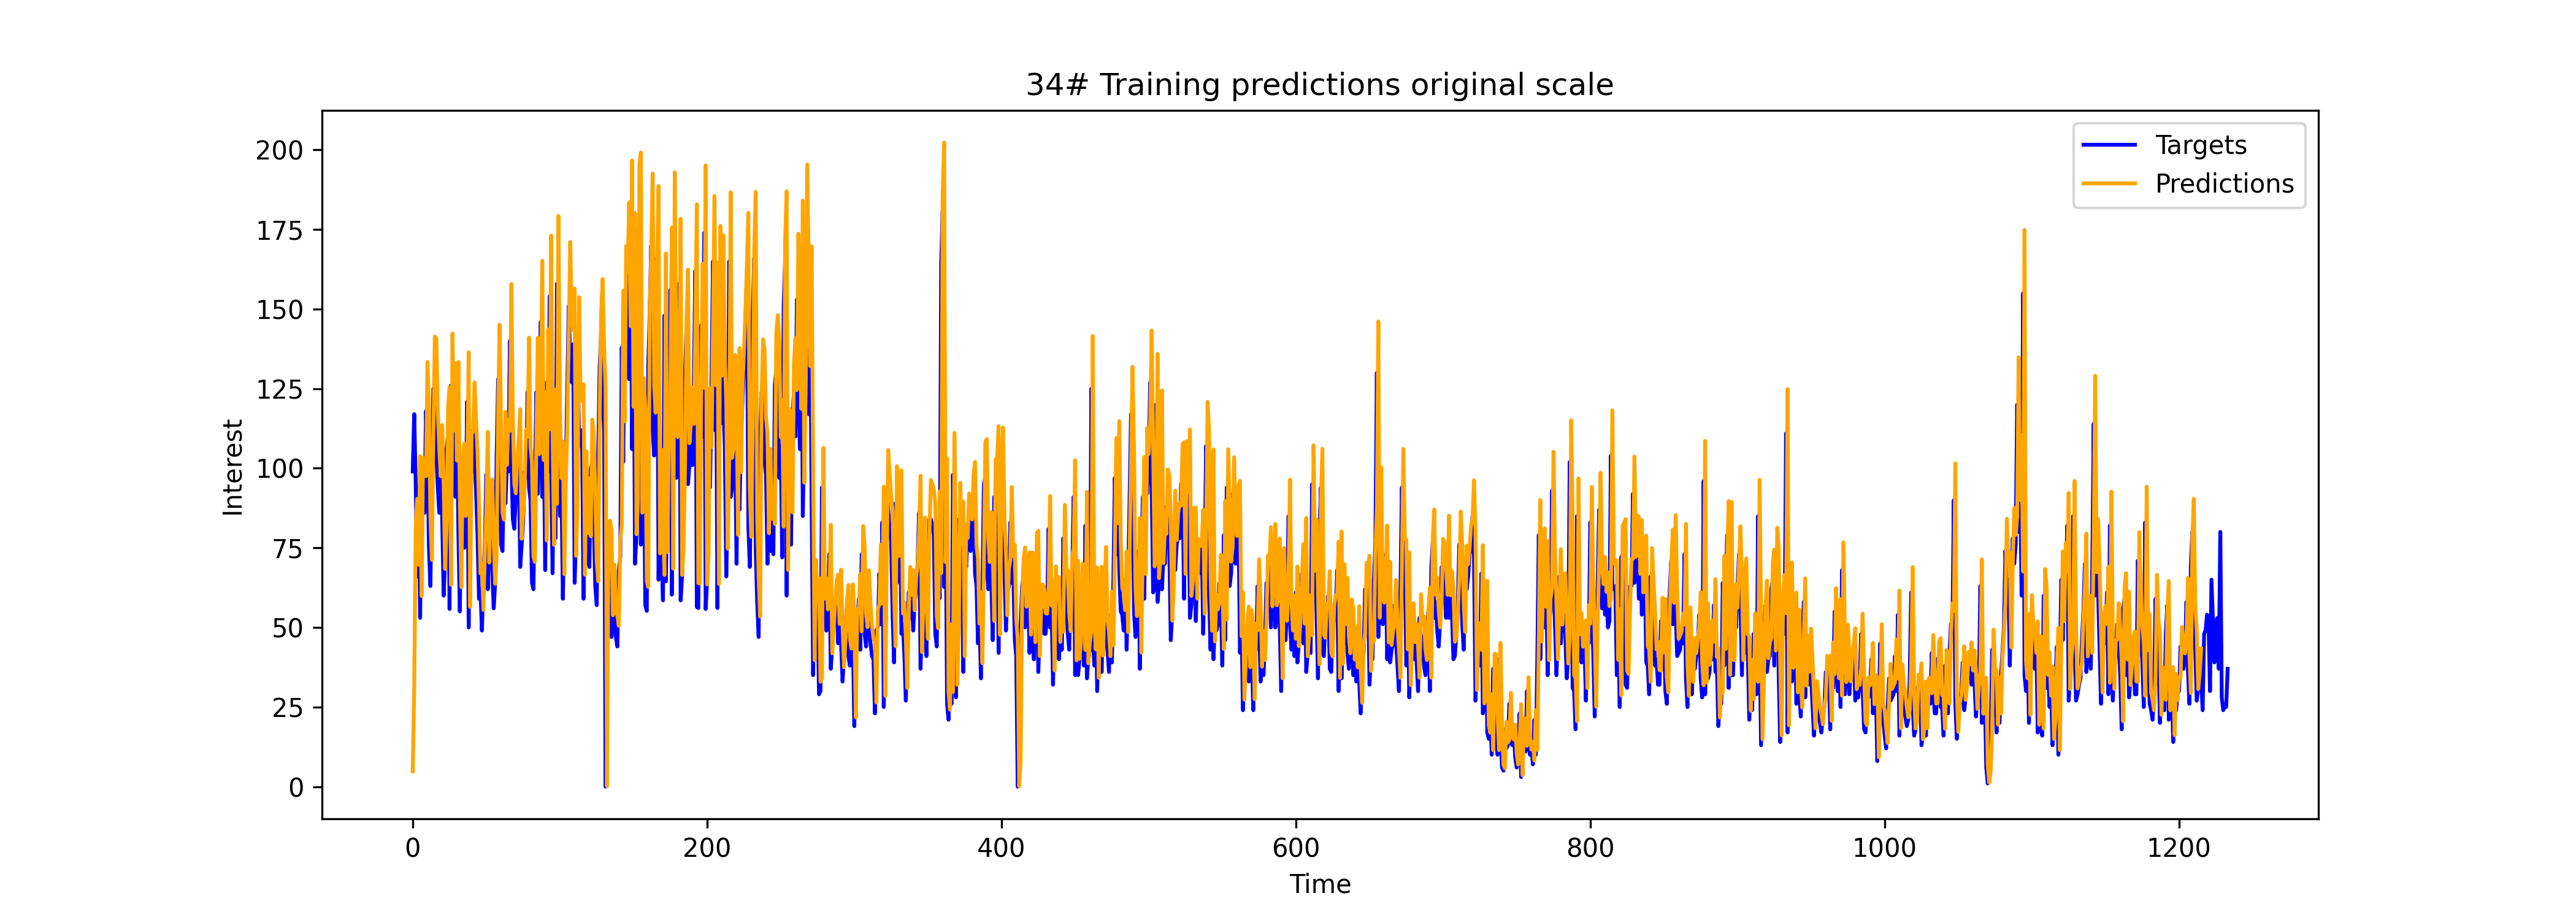 34# Training predictions original scale
Targets
Predictions
200
175
150
125
100
75
50
25
0
Interest
0 200 400 600 800 1000 1200
Time